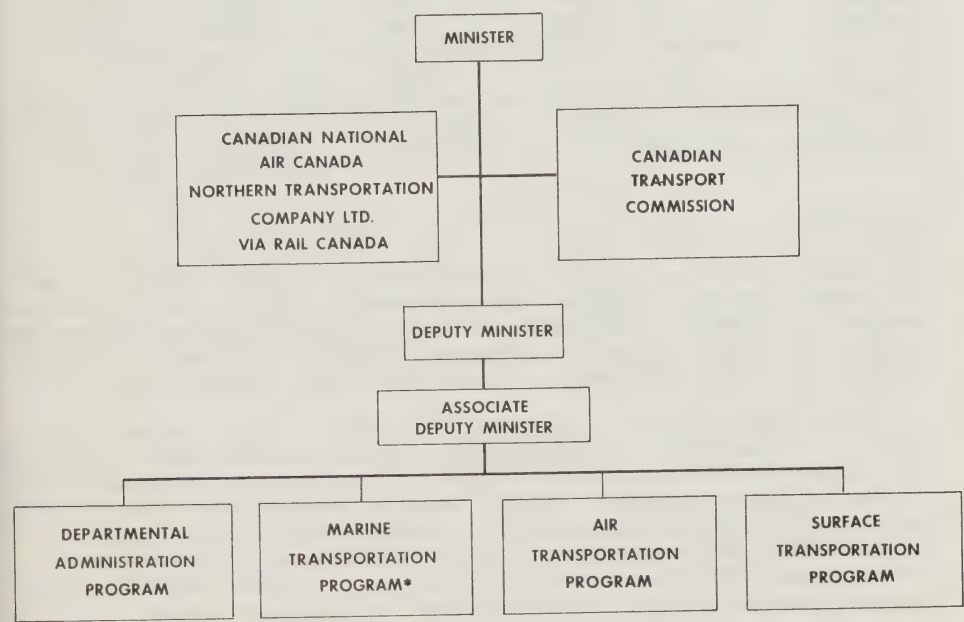 MINISTER
CANADIAN NATIONAL
AIR CANADA
NORTHERN TRANSPORTATION
COMPANY LTD.
VIA RAIL CANADA
CANADIAN
TRANSPORT
COMMISSION
DEPUTY MINISTER
ASSOCIATE
DEPUTY MINISTER
DEPARTMENTAL
ADMINISTRATION
PROGRAM
MARINE
TRANSPORTATION
PROGRAM*
AIR
TRANSPORTATION
PROGRAM
SURFACE
TRANSPORTATION
PROGRAM